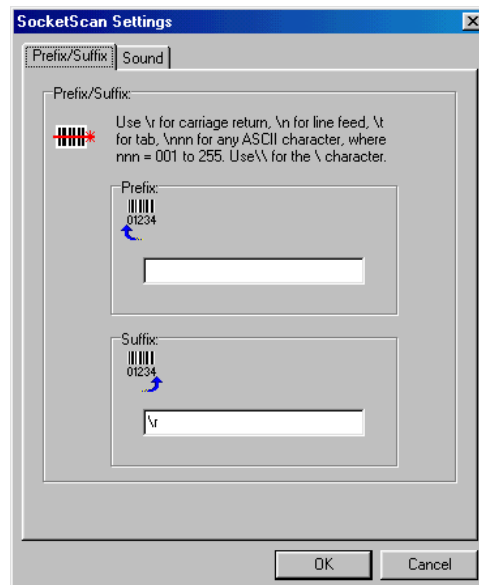 SocketScan Settings
Prefix/Suffix Sound
Prefix/Suffix:
Use \r for carriage return, \n for line feed, \t
for tab, \nnn for any ASCII character, where
nnn = 001 to 255. Use\\ for the \ character.
Prefix:
01234
Suffix:
01234
\r
OK Cancel